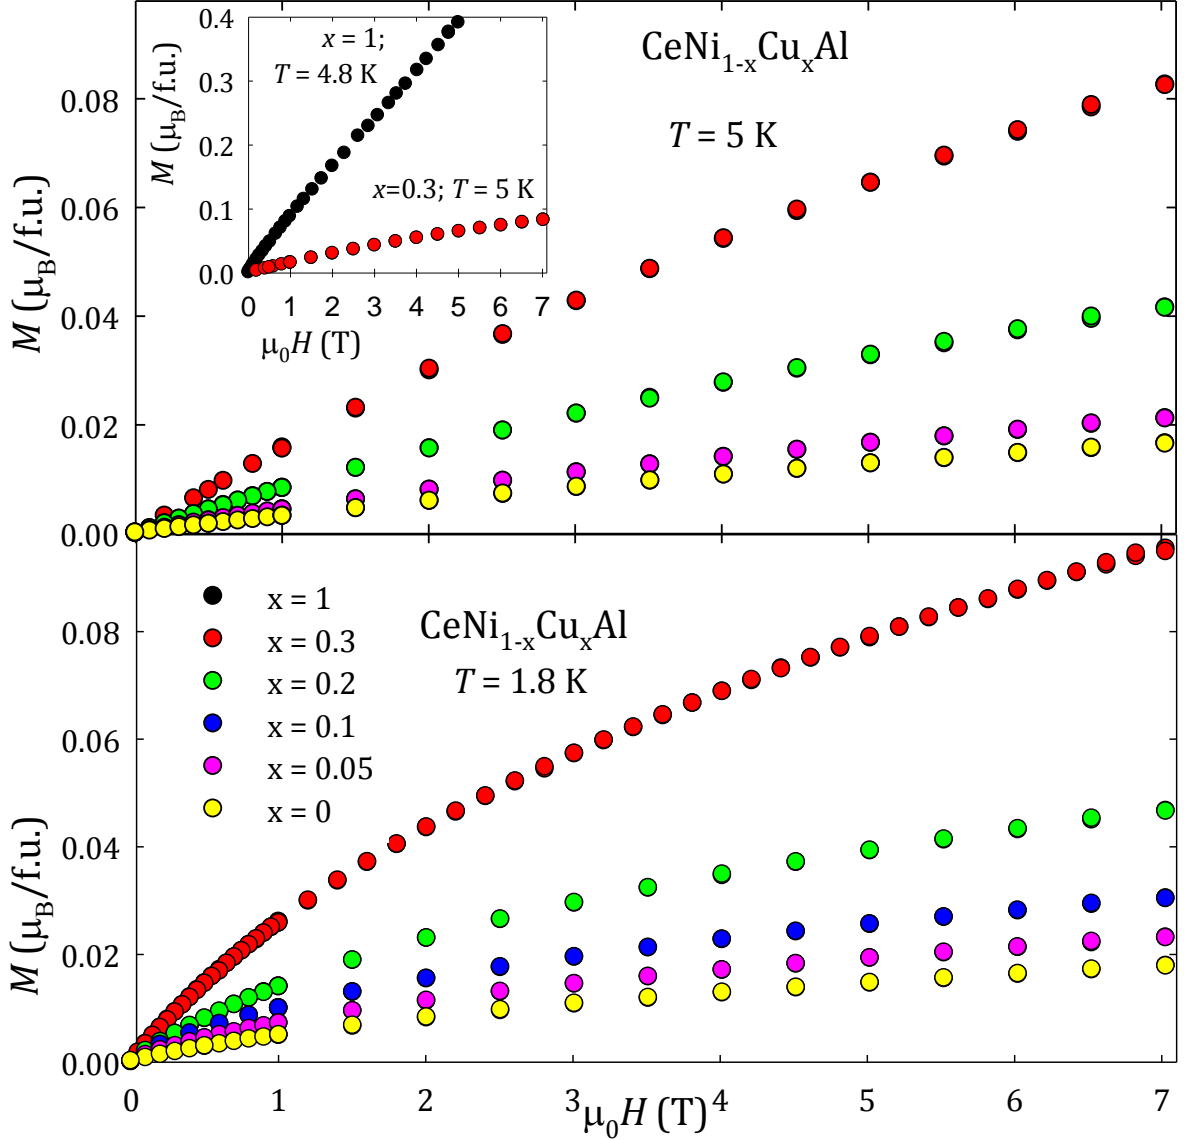 CeNi1-xCuxAl
T = 5 K
M (μB/f.u.)
0.08
0.06
0.04
0.02
0.00
x = 1;
T = 4.8 K
x=0.3; T = 5 K
M (μB/f.u.)
0.4
0.3
0.2
0.1
0.0
0 1 2 3 4 5 6 7
μ0H (T)
CeNi1-xCuxAl
T = 1.8 K
x = 1
x = 0.3
x = 0.2
x = 0.1
x = 0.05
x = 0
M (μB/f.u.)
0.08
0.06
0.04
0.02
0.00
0 1 2 3 4 5 6 7
μ0H (T)